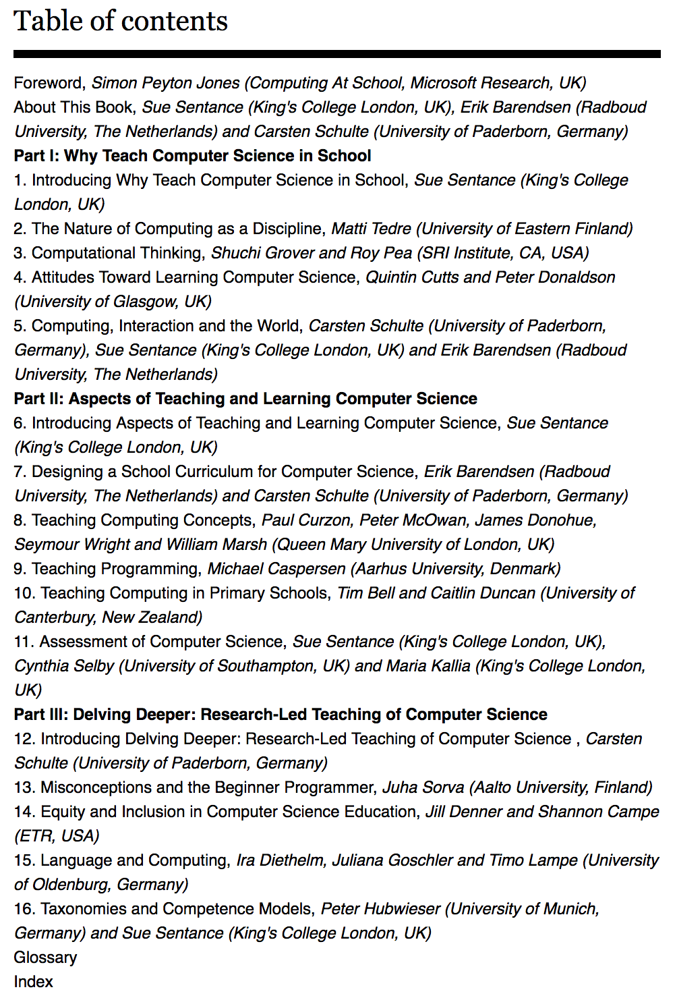 Table of contents
Foreword, Simon Peyton Jones (Computing At School, Microsoft Research, UK)
About This Book, Sue Sentance (King's College London, UK), Erik Barendsen (Radboud
University, The Netherlands) and Carsten Schulte (University of Paderborn, Germany)
Part I: Why Teach Computer Science in School
1. Introducing Why Teach Computer Science in School, Sue Sentance (King's College
London, UK)
2. The Nature of Computing as a Discipline, Matti Tedre (University of Eastern Finland)
3. Computational Thinking, Shuchi Grover and Roy Pea (SRI Institute, CA, USA)
4. Attitudes Toward Learning Computer Science, Quintin Cutts and Peter Donaldson
(University of Glasgow, UK)
5. Computing, Interaction and the World, Carsten Schulte (University of Paderborn,
Germany), Sue Sentance (King's College London, UK) and Erik Barendsen (Radboud
University, The Netherlands)
Part II: Aspects of Teaching and Learning Computer Science
6. Introducing Aspects of Teaching and Learning Computer Science, Sue Sentance
(King's College London, UK)
7. Designing a School Curriculum for Computer Science, Erik Barendsen (Radboud
University, The Netherlands) and Carsten Schulte (University of Paderborn, Germany)
8. Teaching Computing Concepts, Paul Curzon, Peter McOwan, James Donohue,
Seymour Wright and William Marsh (Queen Mary University of London, UK)
9. Teaching Programming, Michael Caspersen (Aarhus University, Denmark)
10. Teaching Computing in Primary Schools, Tim Bell and Caitlin Duncan (University of
Canterbury, New Zealand)
11. Assessment of Computer Science, Sue Sentance (King's College London, UK),
Cynthia Selby (University of Southampton, UK) and Maria Kallia (King's College London,
UK)
Part III: Delving Deeper: Research-Led Teaching of Computer Science
12. Introducing Delving Deeper: Research-Led Teaching of Computer Science , Carsten
Schulte (University of Paderborn, Germany)
13. Misconceptions and the Beginner Programmer, Juha Sorva (Aalto University, Finland)
14. Equity and Inclusion in Computer Science Education, Jill Denner and Shannon Campe
(ETR, USA)
15. Language and Computing, Ira Diethelm, Juliana Goschler and Timo Lampe (University
of Oldenburg, Germany)
16. Taxonomies and Competence Models, Peter Hubwieser (University of Munich,
Germany) and Sue Sentance (King's College London, UK)
Glossary
Index